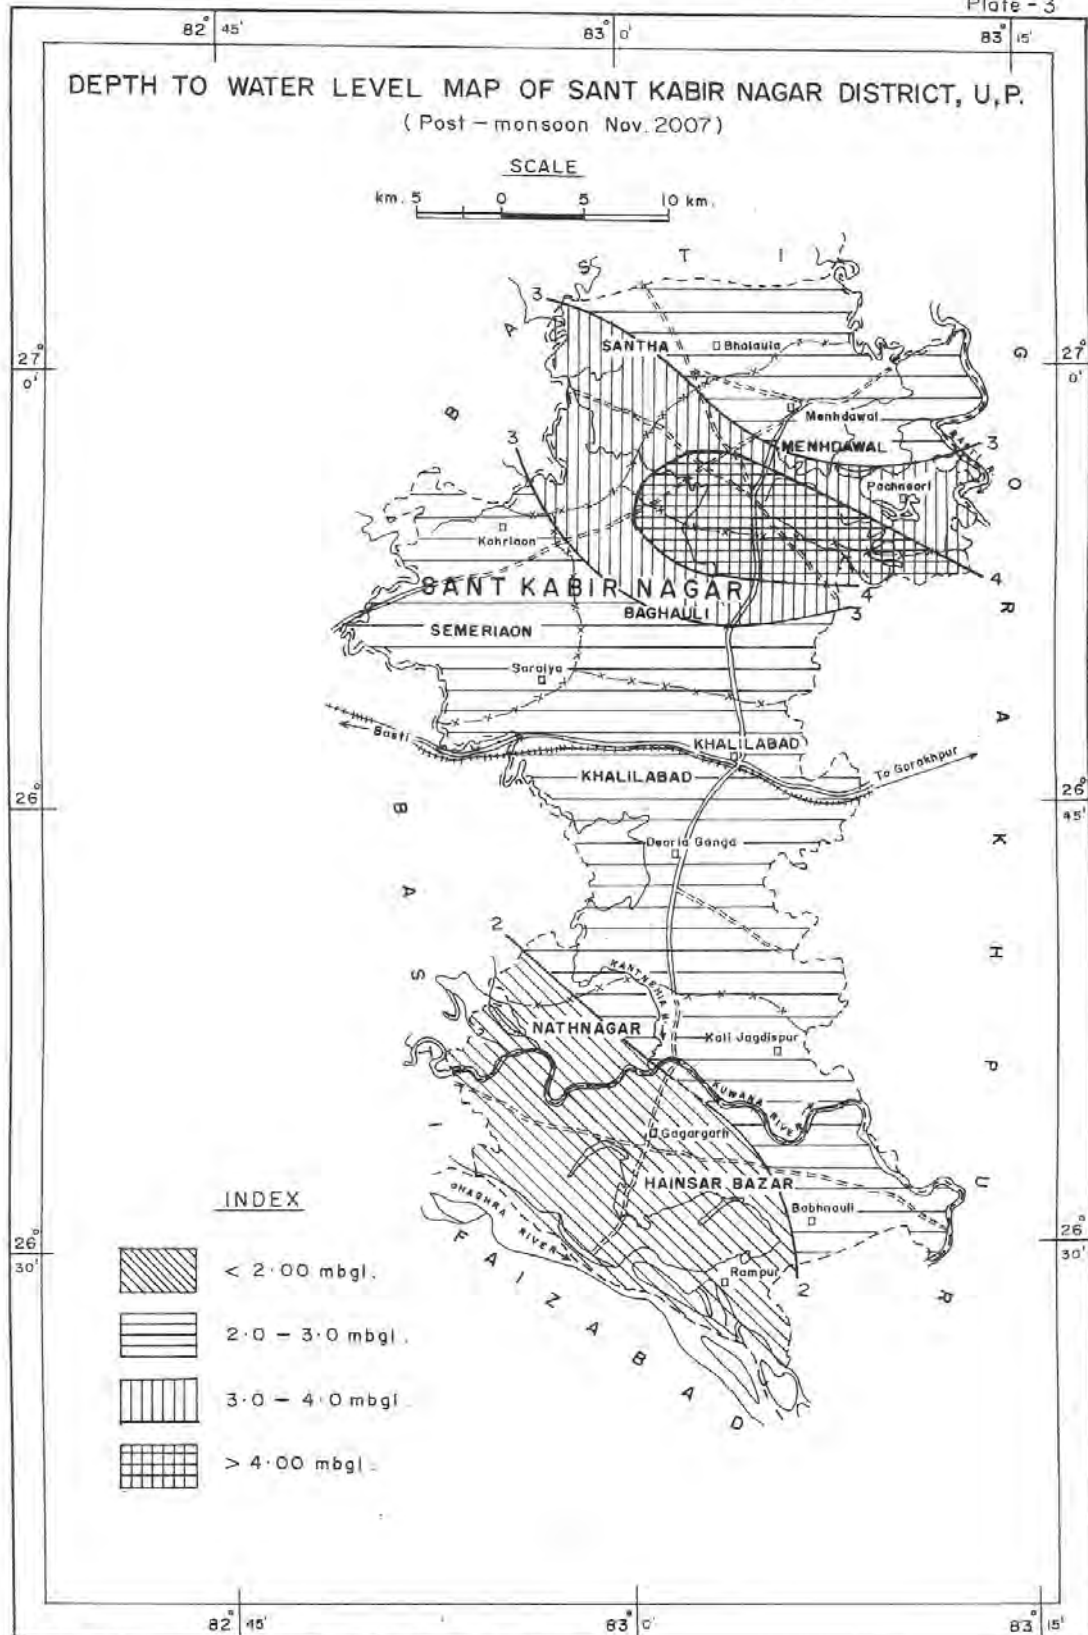 Plate - 3
82° 45'
83° 0'
83° 15'
DEPTH TO WATER LEVEL MAP OF SANT KABIR NAGAR DISTRICT, U.P.
( Post - monsoon Nov. 2007 )
SCALE
km. 5 0 5 10 km.
B A S T I
3
SANTHA
Bholaula
27° 0'
27° 0'
G O R A K H P U R
Menhdawal
MENHDAWAL
3
3
Pachneori
Kohriaon
4
SANT KABIR NAGAR
4
BAGHAULI
3
SEMERIAON
Saraiya
Basti
KHALILABAD
To Gorakhpur
KHALILABAD
26°
26° 45'
B A S T I
Deoria Ganga
2
KANTNEHIA N.
NATHNAGAR
Kali Jagdispur
KUWANA RIVER
Gagargarh
HAINSAR BAZAR
Babhnauli
GHAGHRA RIVER
INDEX
26° 30'
26° 30'
F A I Z A B A D
Rampur
2
< 2.00 mbgl.
2.0 - 3.0 mbgl.
3.0 - 4.0 mbgl.
> 4.00 mbgl.
82° 45'
83° 0'
83° 15'